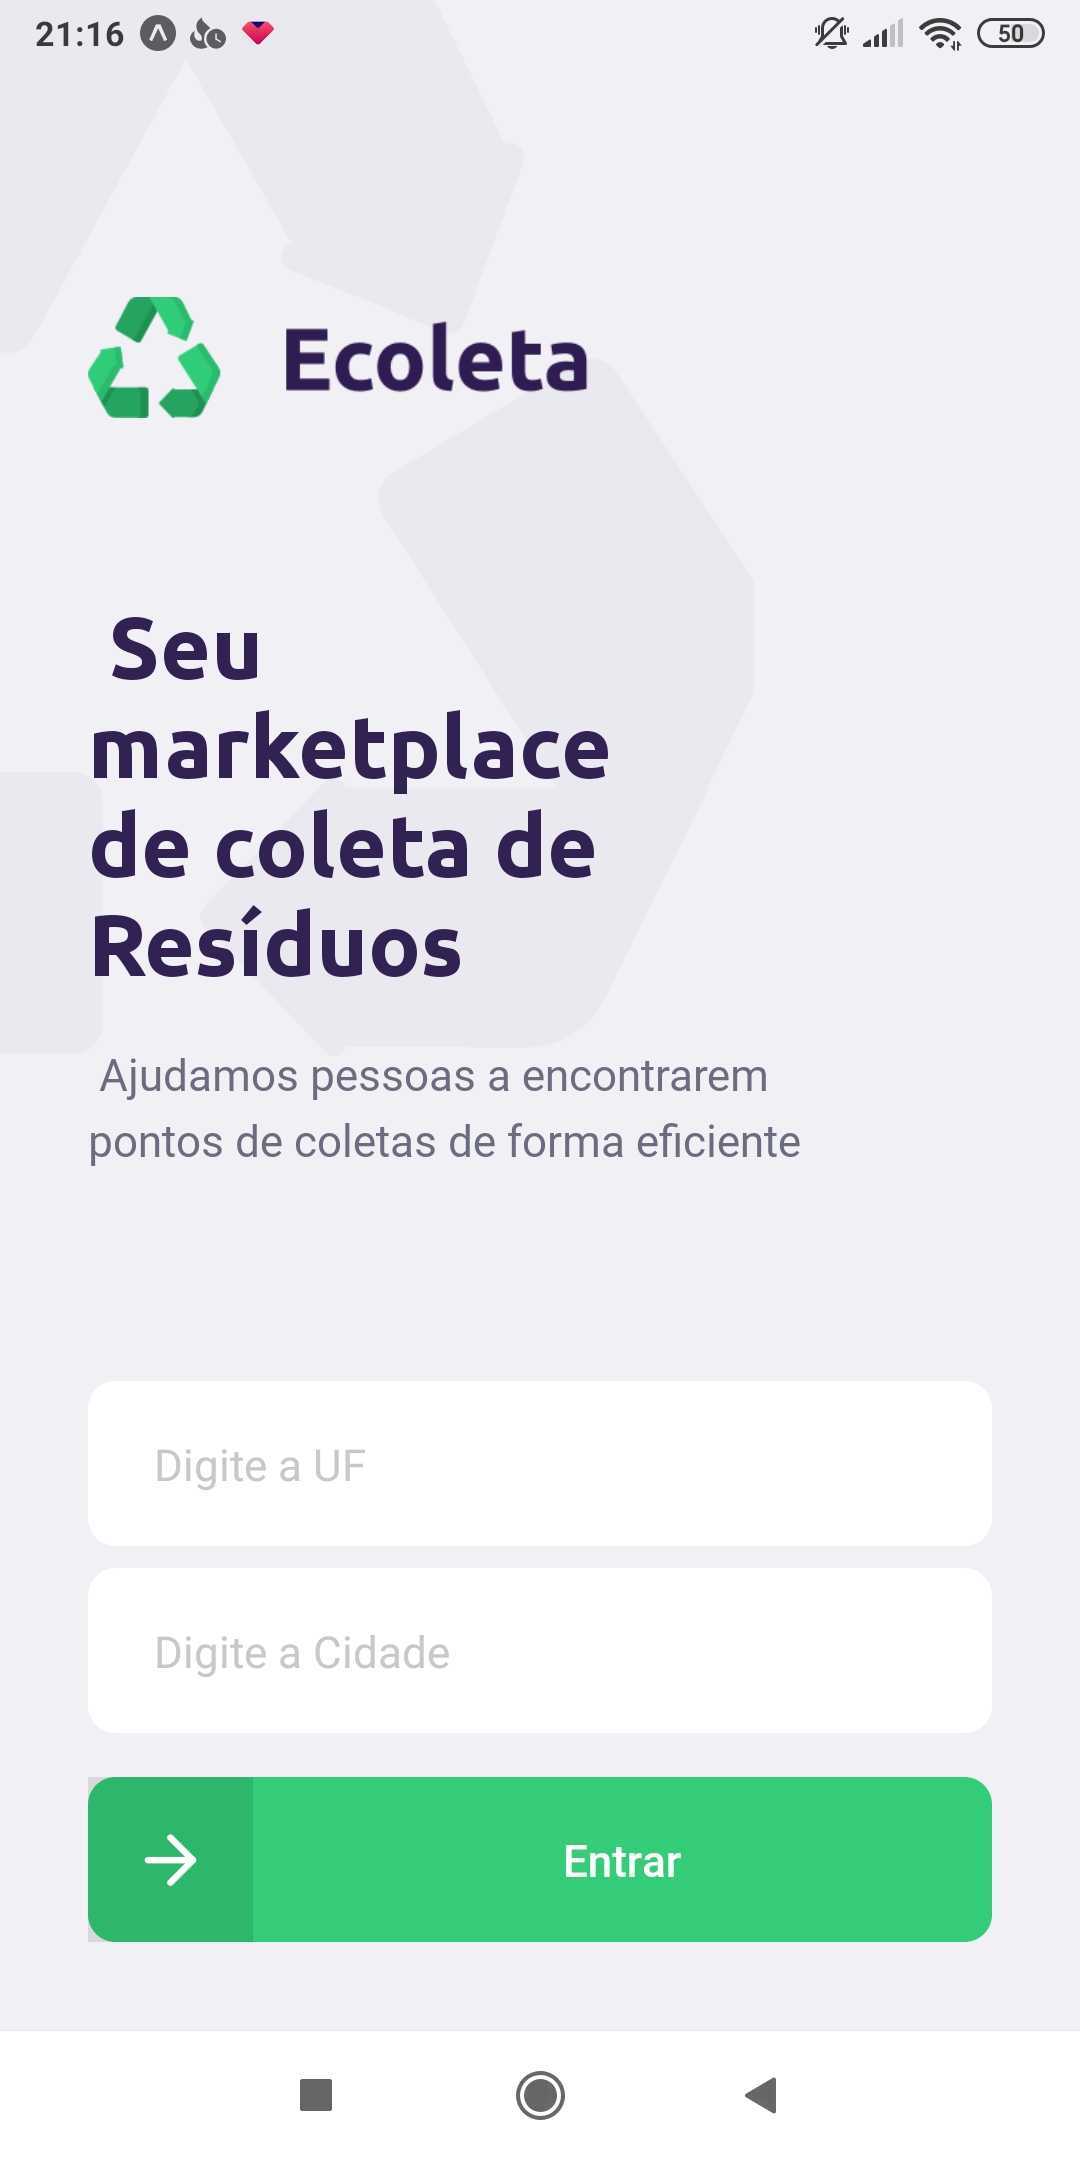 21:16
50
Ecoleta
Seu
marketplace
de coleta de
Resíduos
Ajudamos pessoas a encontrarem
pontos de coletas de forma eficiente
Digite a UF
Digite a Cidade
Entrar